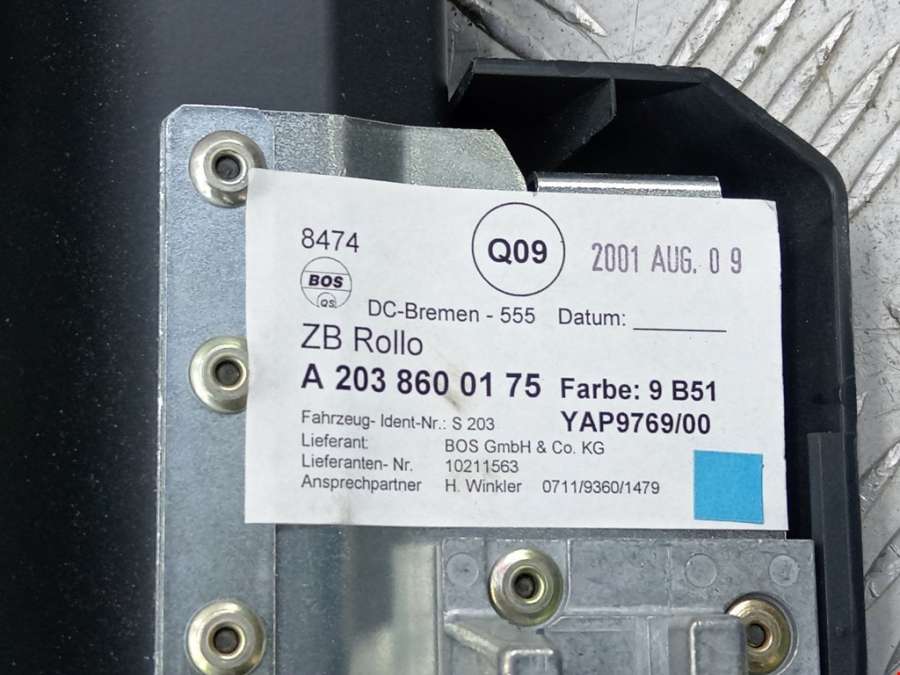 8474
Q09
2001 AUG. 09
BOS
QS
DC-Bremen - 555 Datum:
ZB Rollo
A 203 860 01 75 Farbe: 9 B51
YAP9769/00
Fahrzeug- Ident-Nr.: S 203
Lieferant: BOS GmbH & Co. KG
Lieferanten- Nr. 10211563
Ansprechpartner H. Winkler 0711/9360/1479